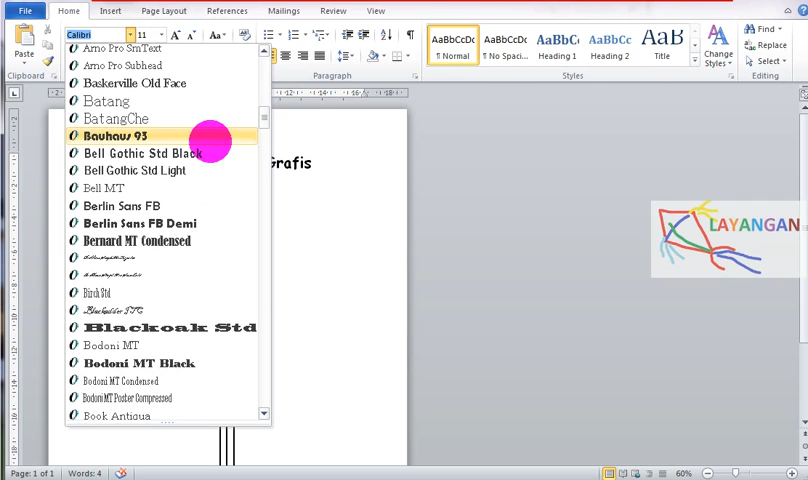 File
Home
Insert
Page Layout
References
Mailings
Review
View
Paste
Clipboard
Calibri
11
Aa
Arno Pro SmText
Arno Pro Subhead
Baskerville Old Face
Batang
BatangChe
Bauhaus 93
Bell Gothic Std Black
Bell Gothic Std Light
Bell MT
Berlin Sans FB
Berlin Sans FB Demi
Bernard MT Condensed
Birch Std
Blackadder ITC
Blackoak Std
Bodoni MT
Bodoni MT Black
Bodoni MT Condensed
Bodoni MT Poster Compressed
Book Antiqua
Paragraph
AaBbCcDc
¶ Normal
AaBbCcDc
¶ No Spaci...
AaBbC
Heading 1
AaBbCc
Heading 2
AaB
Title
Change
Styles
Styles
Find
Replace
Select
Editing
Grafis
LAYANGAN
Page: 1 of 1
Words: 4
60%